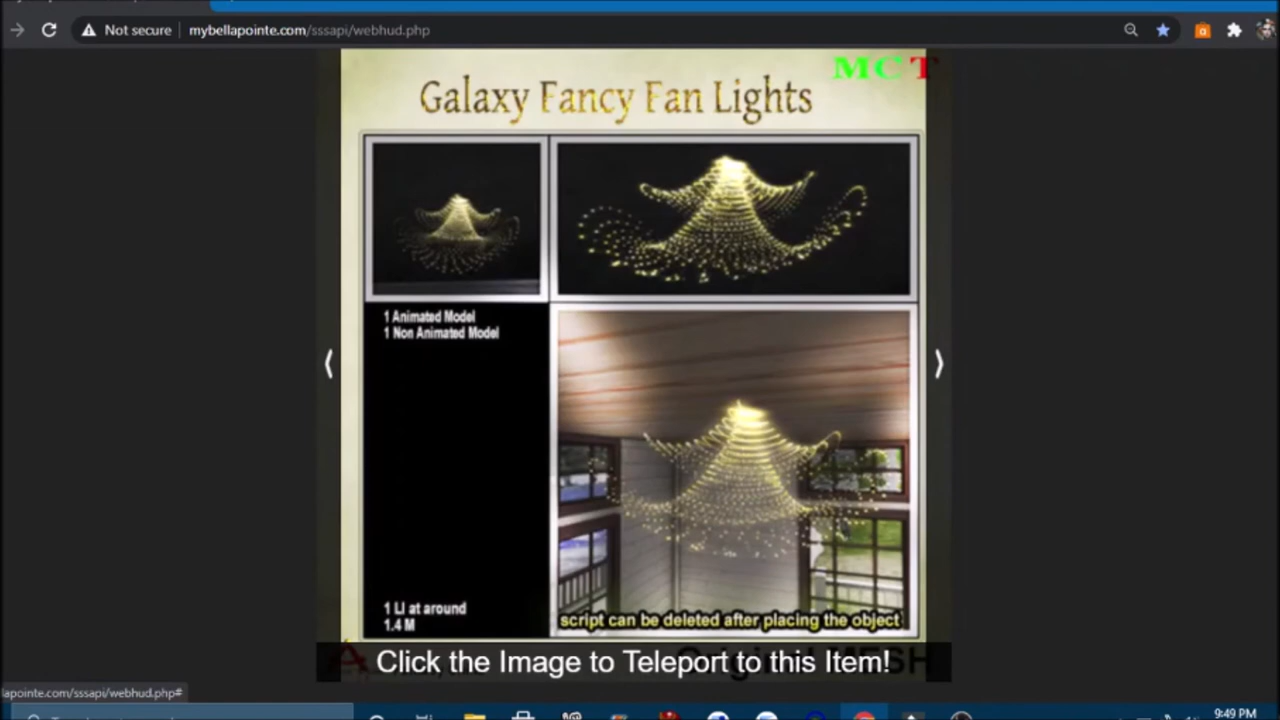 Not secure
mybellapointe.com/sssapi/webhud.php
MCT
Galaxy Fancy Fan Lights
1 Animated Model
1 Non Animated Model
1 LI at around
1.4 M
script can be deleted after placing the object
Click the Image to Teleport to this Item!
MESH
lapointe.com/sssapi/webhud.php#
9:49 PM